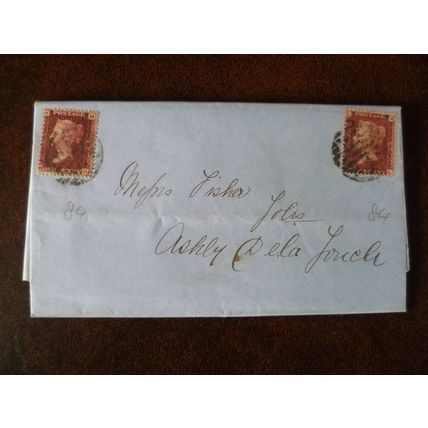 POSTAGE
POSTAGE
84
84
Messrs Fisher
Solrs
Ashby De la Zouch